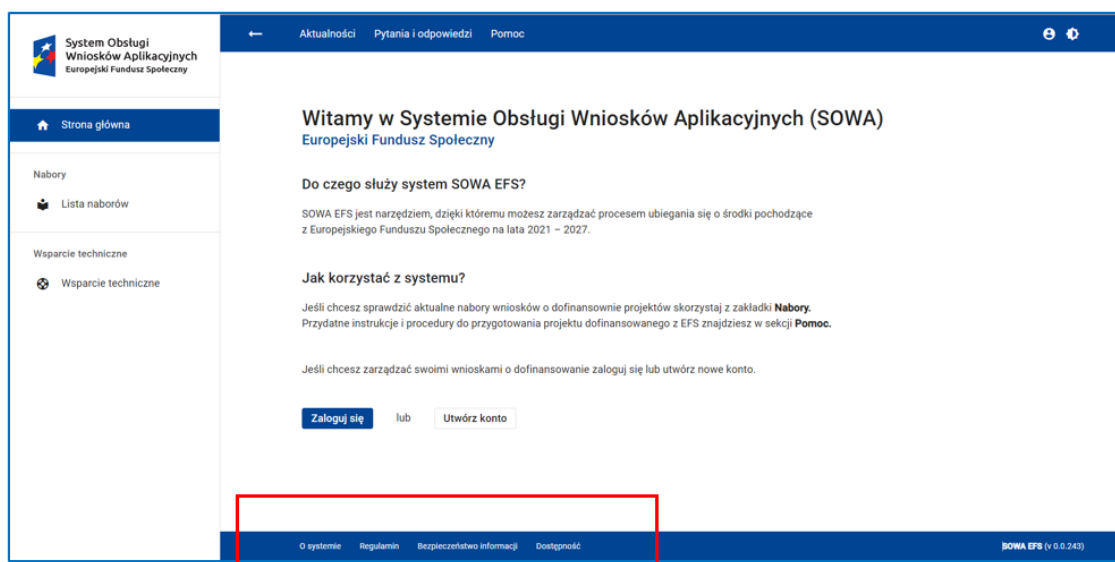 System Obsługi
Wniosków Aplikacyjnych
Europejski Fundusz Społeczny
Aktualności Pytania i odpowiedzi Pomoc
Strona główna
Nabory
Lista naborów
Wsparcie techniczne
Wsparcie techniczne
Witamy w Systemie Obsługi Wniosków Aplikacyjnych (SOWA)
Europejski Fundusz Społeczny
Do czego służy system SOWA EFS?
SOWA EFS jest narzędziem, dzięki któremu możesz zarządzać procesem ubiegania się o środki pochodzące
z Europejskiego Funduszu Społecznego na lata 2021 – 2027.
Jak korzystać z systemu?
Jeśli chcesz sprawdzić aktualne nabory wniosków o dofinansownie projektów skorzystaj z zakładki Nabory.
Przydatne instrukcje i procedury do przygotowania projektu dofinansowanego z EFS znajdziesz w sekcji Pomoc.
Jeśli chcesz zarządzać swoimi wnioskami o dofinansowanie zaloguj się lub utwórz nowe konto.
Zaloguj się lub Utwórz konto
O systemie Regulamin Bezpieczeństwo informacji Dostępność SOWA EFS (v 0.0.243)